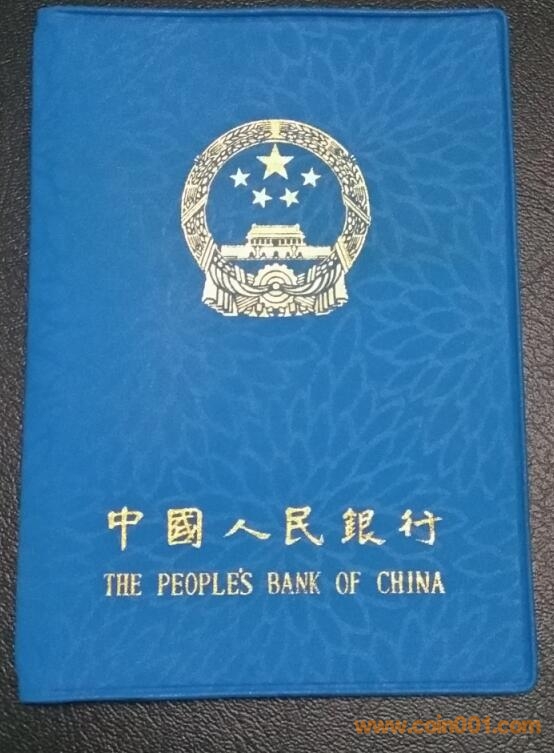 中國人民銀行
THE PEOPLE'S BANK OF CHINA
www.coin001.com